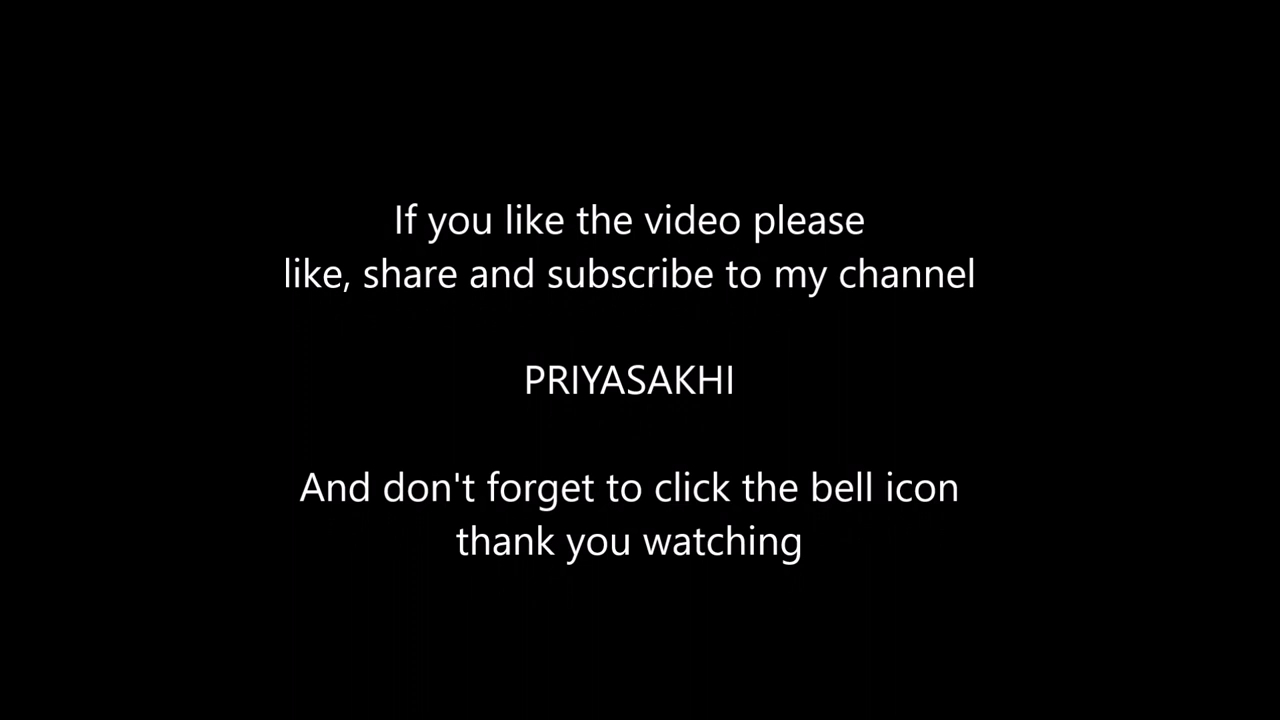 If you like the video please
like, share and subscribe to my channel
PRIYASAKHI
And don't forget to click the bell icon
thank you watching